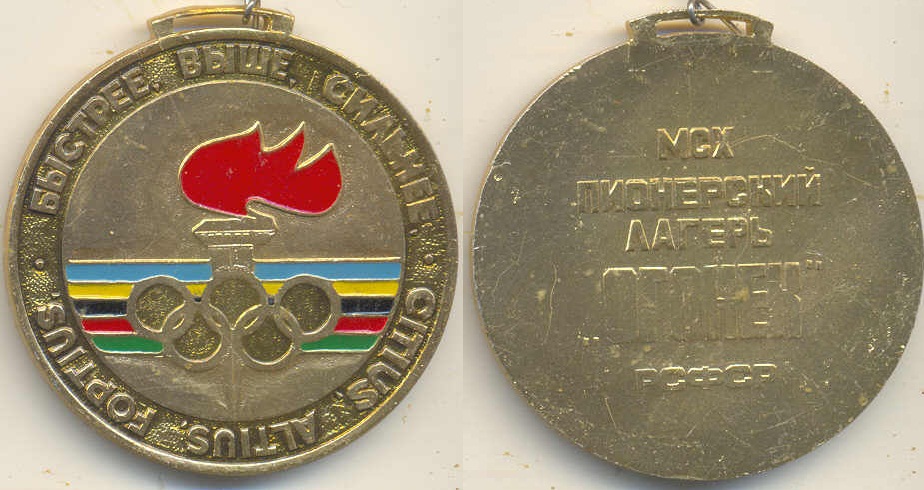 БЫСТРЕЕ, ВЫШЕ, СИЛЬНЕЕ,
CITIUS, ALTIUS, FORTIUS.
МСХ
ПИОНЕРСКИЙ
ЛАГЕРЬ
„ОГОНЕК"
РСФСР